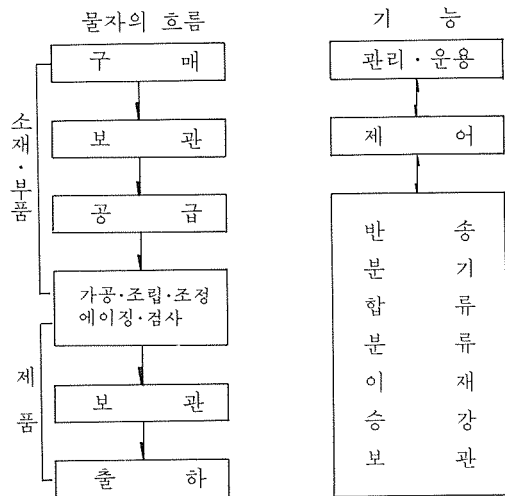 물자의 흐름
구 매
보 관
공 급
가공·조립·조정
에이징·검사
보 관
출 하
소재·부품
제품
기 능
관리·운용
제 어
반 송
분 기
합 류
분 류
이 재
승 강
보 관